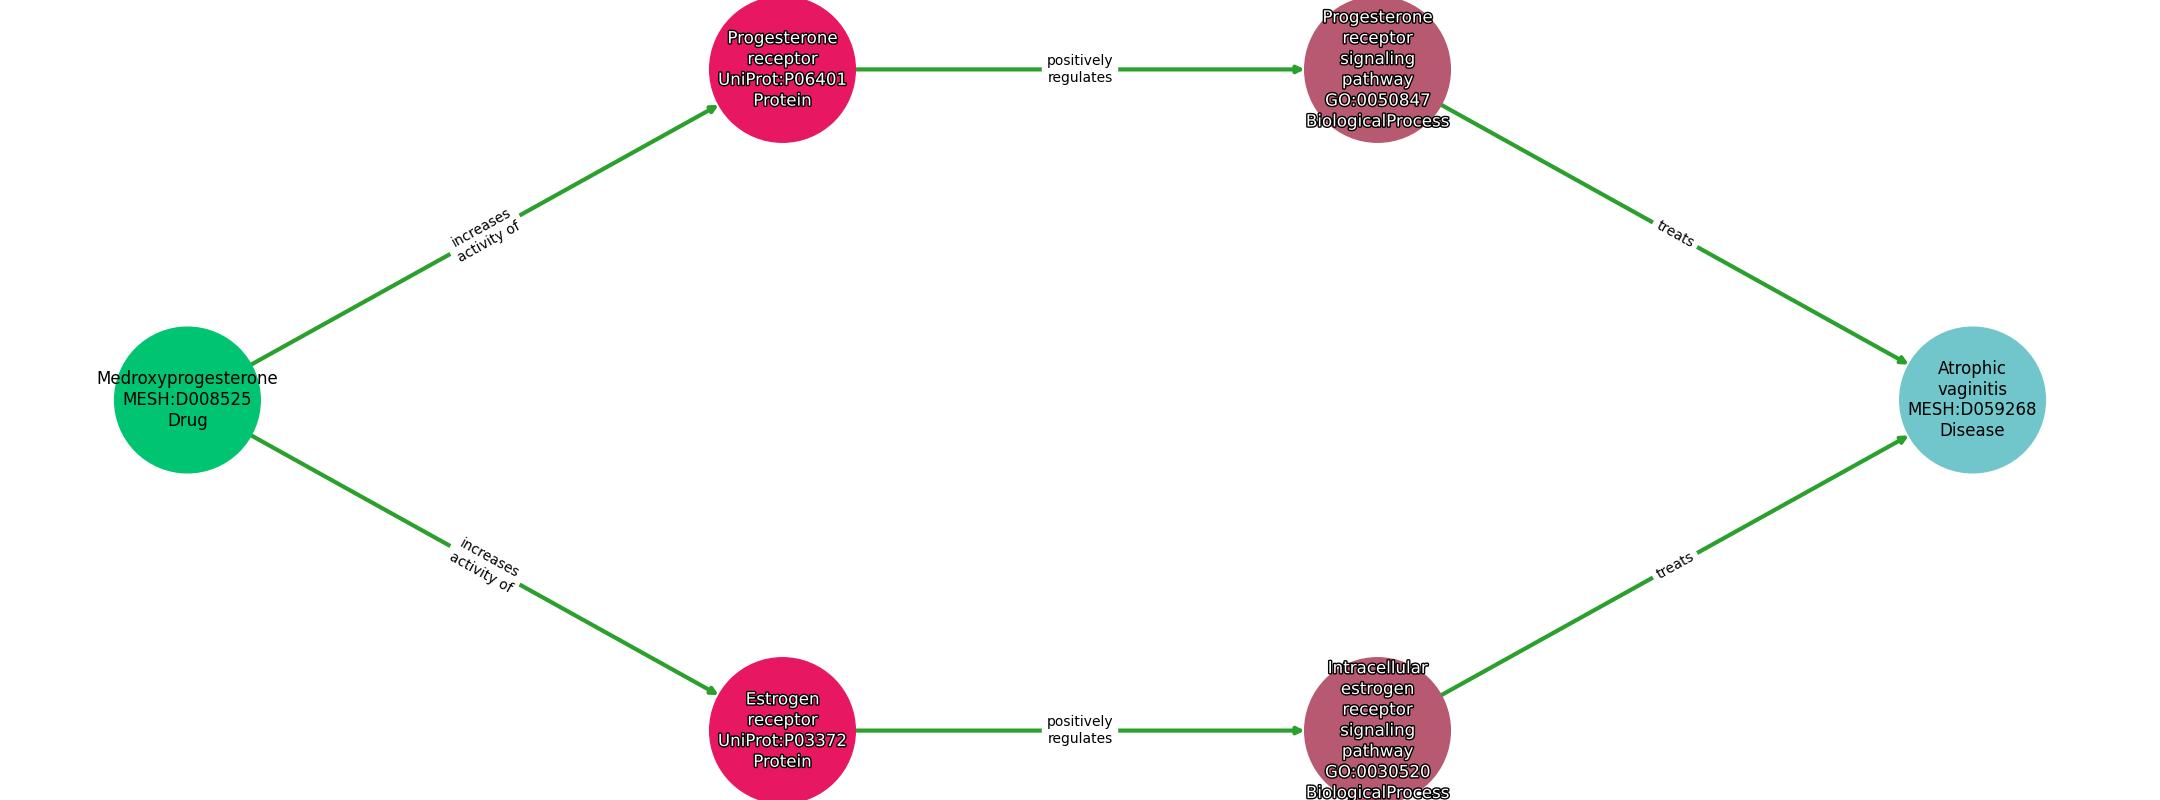 Progesterone
receptor
UniProt:P06401
Protein
positively
regulates
Progesterone
receptor
signaling
pathway
GO:0050847
BiologicalProcess
increases
activity of
treats
Medroxyprogesterone
MESH:D008525
Drug
Atrophic
vaginitis
MESH:D059268
Disease
increases
activity of
treats
Estrogen
receptor
UniProt:P03372
Protein
positively
regulates
Intracellular
estrogen
receptor
signaling
pathway
GO:0030520
BiologicalProcess